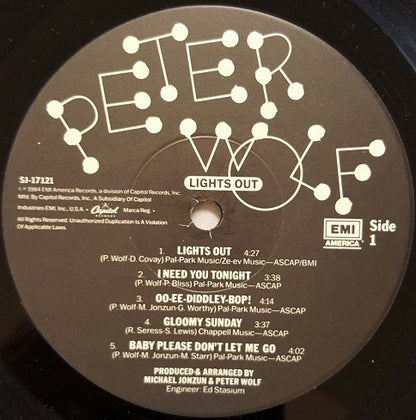 PETER
WOLF
LIGHTS OUT
SJ-17121
© 1984 EMI America Records, a division of Capitol Records, Inc.
Mfd. By Capitol Records, Inc., A Subsidiary Of Capitol
Industries-EMI, Inc., U.S.A. • Capitol RECORDS Marca Reg. •
All Rights Reserved. Unauthorized Duplication Is A Violation
Of Applicable Laws.
EMI
AMERICA
Side
1
1. LIGHTS OUT 4:27
(P. Wolf-D. Covay) Pal-Park Music/Ze-ev Music—ASCAP/BMI
2. I NEED YOU TONIGHT 3:38
(P. Wolf-P. Bliss) Pal-Park Music—ASCAP
3. OO-EE-DIDDLEY-BOP! 4:14
(P. Wolf-M. Jonzun-G. Worthy) Pal-Park Music—ASCAP
4. GLOOMY SUNDAY 3:37
(R. Seress-S. Lewis) Chappell Music—ASCAP
5. BABY PLEASE DON'T LET ME GO 4:02
(P. Wolf-M. Jonzun-M. Starr) Pal-Park Music—ASCAP
PRODUCED & ARRANGED BY
MICHAEL JONZUN & PETER WOLF
Engineer: Ed Stasium